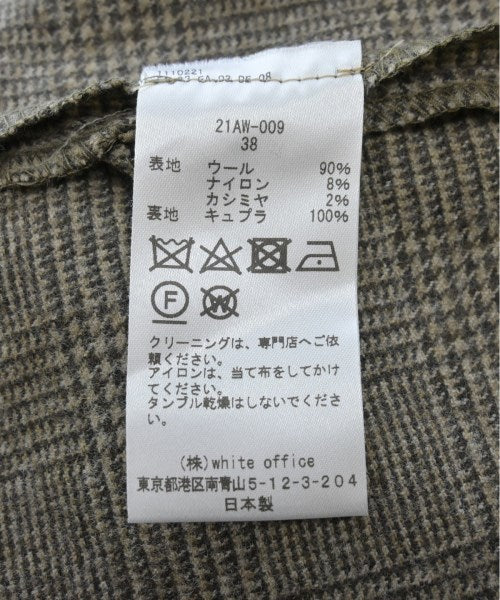 1110221
21AW-009
38
表地 ウール 90%
ナイロン 8%
カシミヤ 2%
裏地 キュプラ 100%
F W
クリーニングは、専門店へご依
頼ください。
アイロンは、当て布をしてかけ
てください。
タンブル乾燥はしないでくださ
い。
(株)white office
東京都港区南青山5-12-3-204
日本製